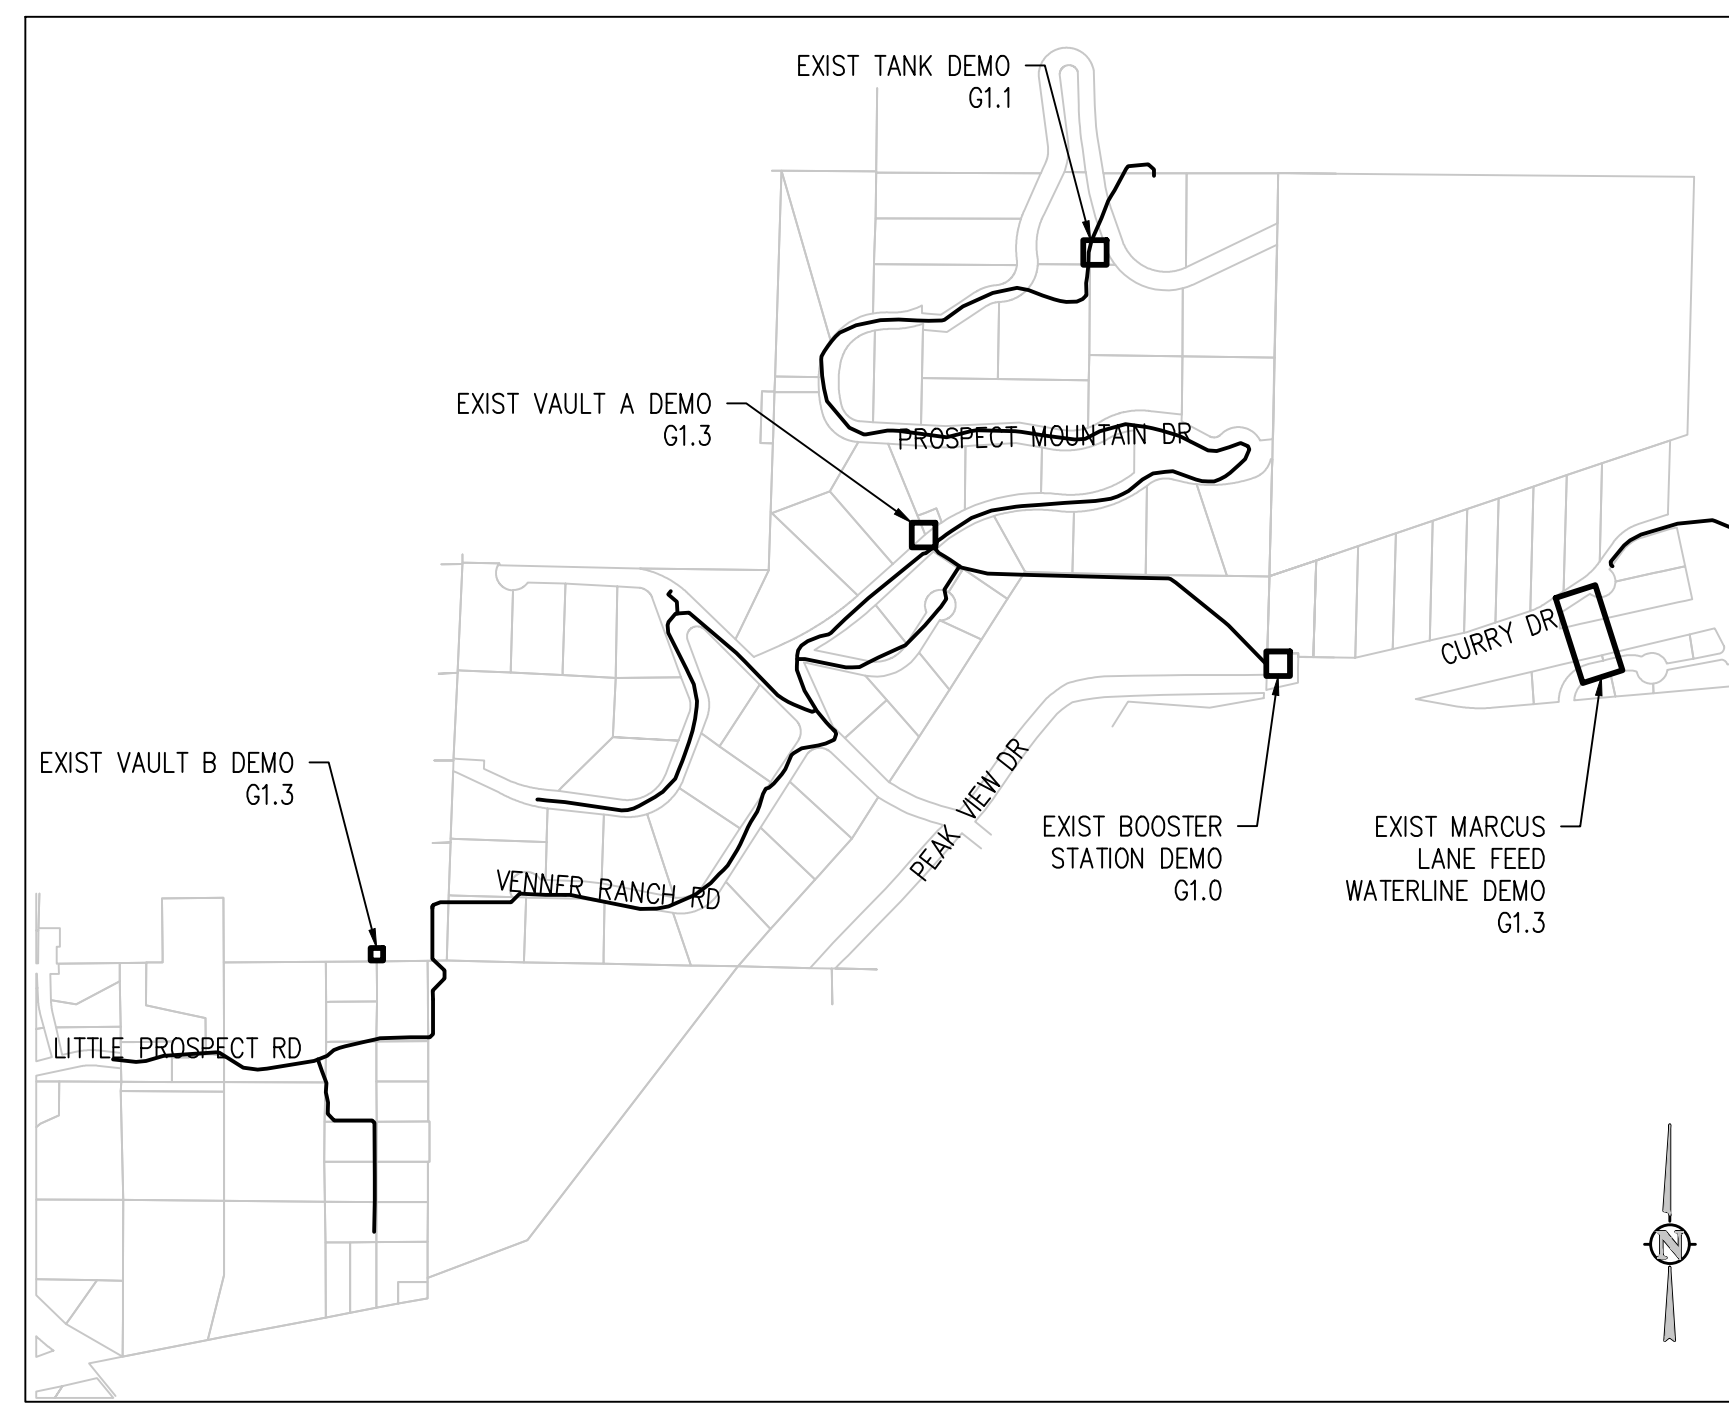 EXIST TANK DEMO
G1.1
EXIST VAULT A DEMO
G1.3
PROSPECT MOUNTAIN DR
CURRY DR
EXIST VAULT B DEMO
G1.3
PEAK VIEW DR
EXIST BOOSTER
STATION DEMO
G1.0
EXIST MARCUS
LANE FEED
WATERLINE DEMO
G1.3
VENNER RANCH RD
LITTLE PROSPECT RD
N